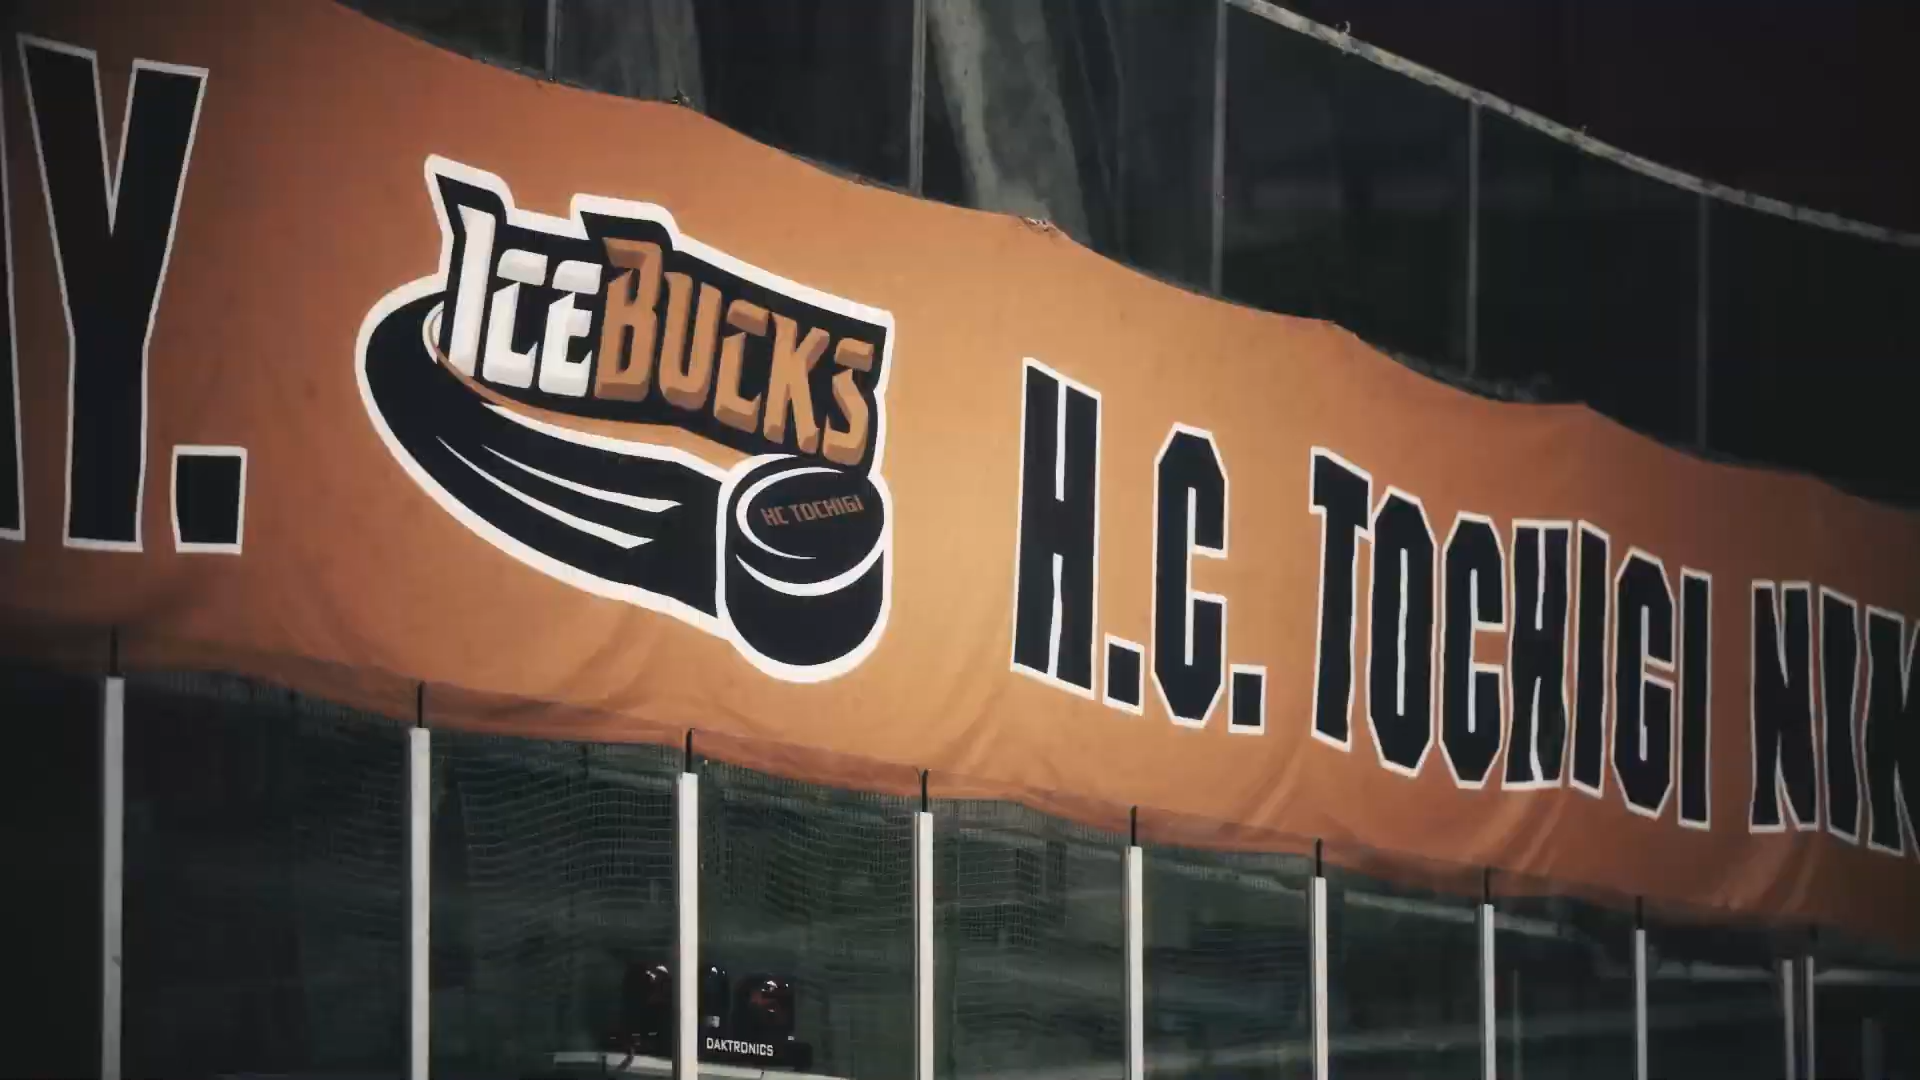 Y.
ICEBUCKS
HC TOCHIGI
H.C. TOCHIGI NIK
DAKTRONICS